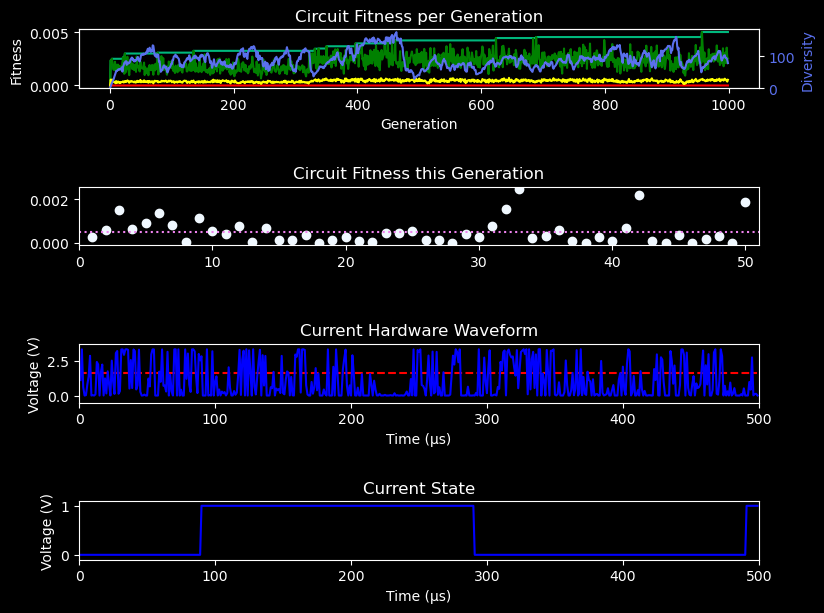 Circuit Fitness per Generation
Fitness
0.005
0.000
100
0
Diversity
0 200 400 600 800 1000
Generation
Circuit Fitness this Generation
0.002
0.000
0 10 20 30 40 50
Current Hardware Waveform
Voltage (V)
2.5
0.0
0 100 200 300 400 500
Time (μs)
Current State
Voltage (V)
1
0
0 100 200 300 400 500
Time (μs)